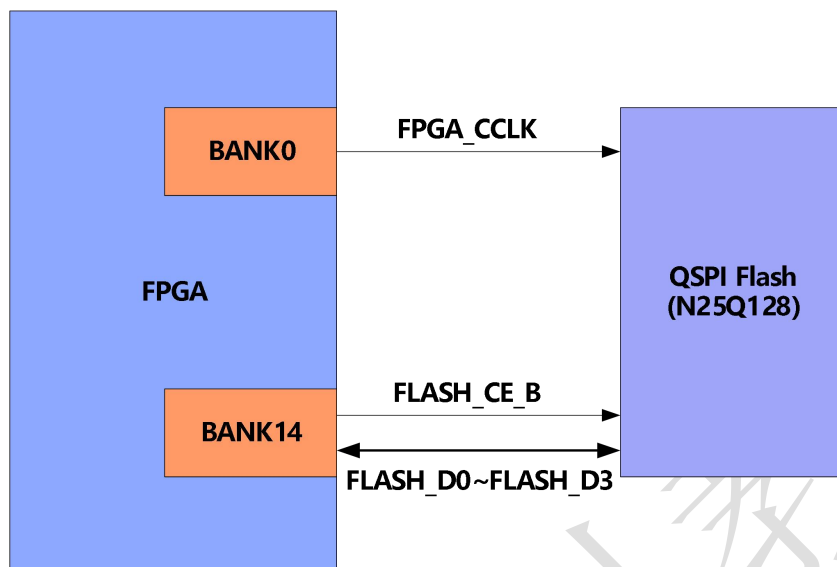 BANK0
FPGA_CCLK
FPGA
QSPI Flash
(N25Q128)
FLASH_CE_B
BANK14
FLASH_D0~FLASH_D3